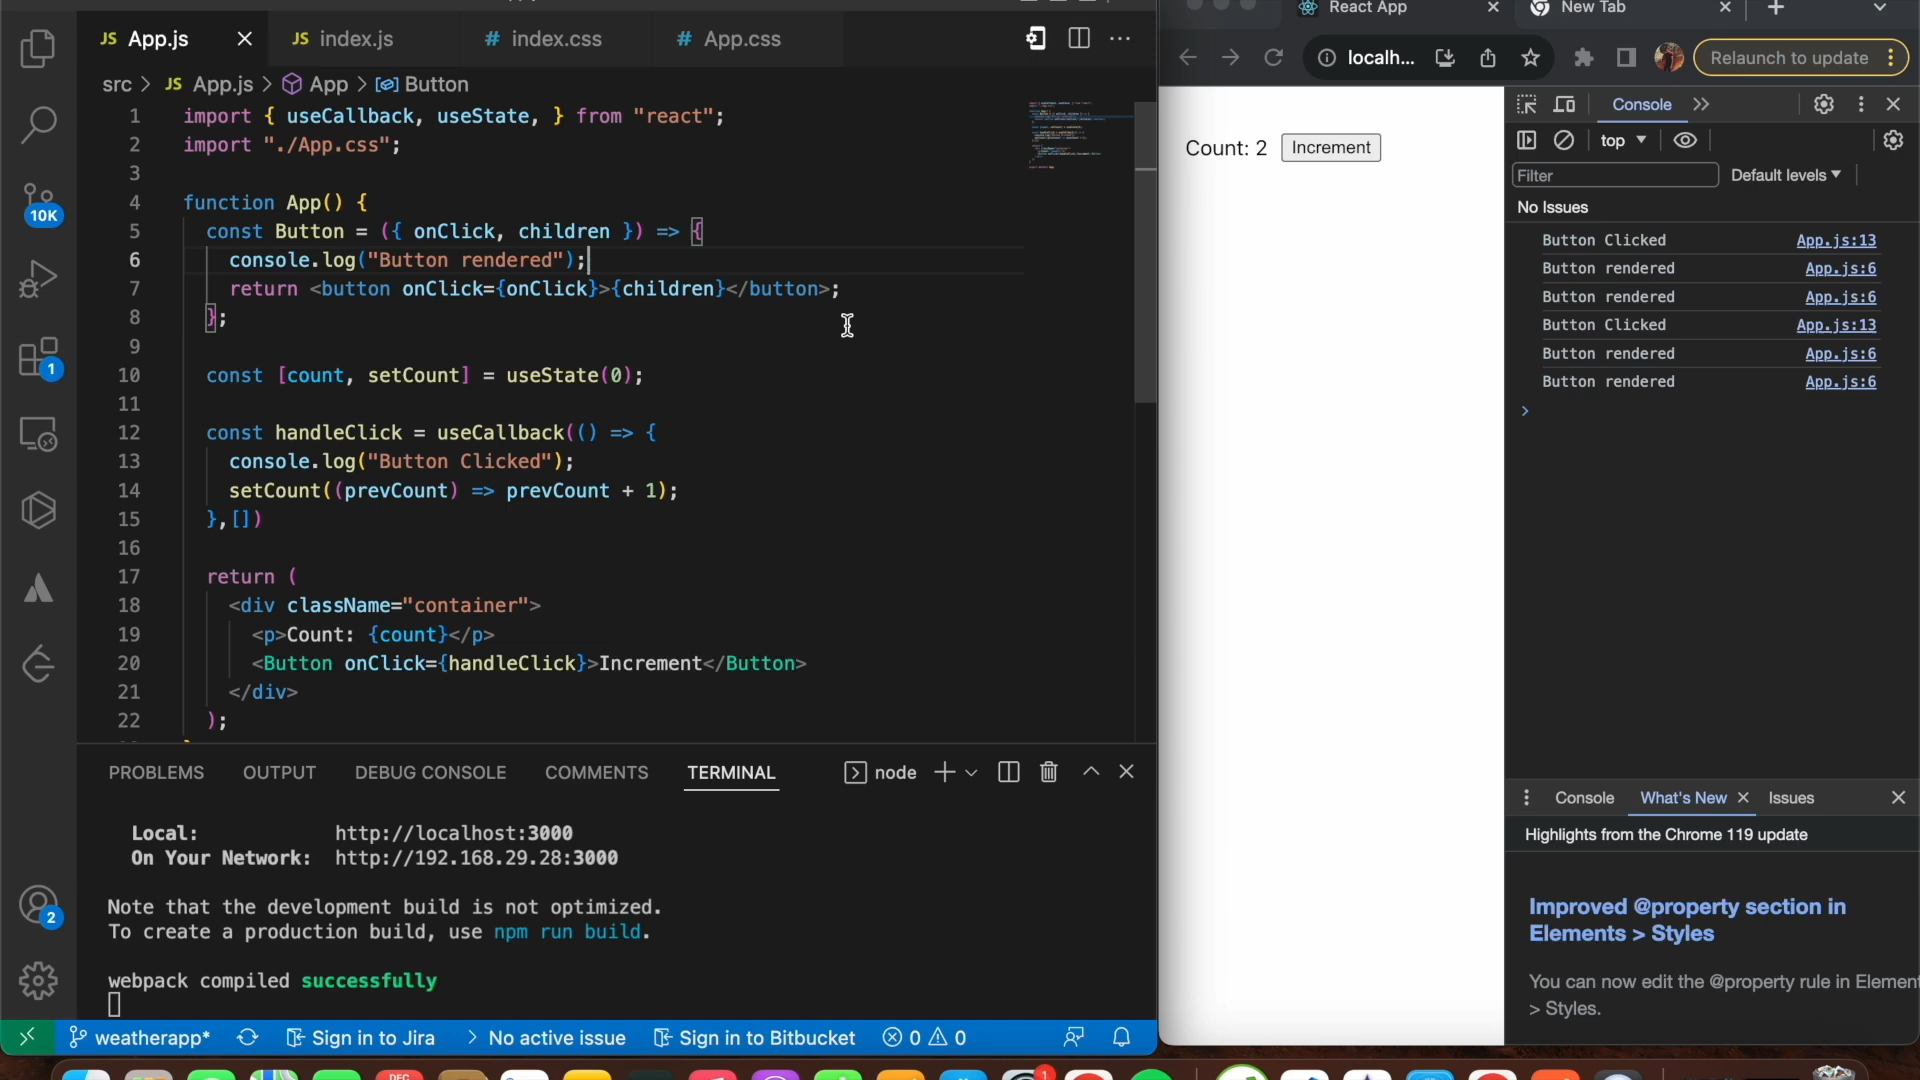 JS App.js
JS index.js
# index.css
# App.css
src > JS App.js > App > Button
1 import { useCallback, useState, } from "react";
2 import "./App.css";
3
4 function App() {
5 const Button = ({ onClick, children }) => {
6 console.log("Button rendered");
7 return <button onClick={onClick}>{children}</button>;
8 };
9
10 const [count, setCount] = useState(0);
11
12 const handleClick = useCallback(() => {
13 console.log("Button Clicked");
14 setCount((prevCount) => prevCount + 1);
15 },[])
16
17 return (
18 <div className="container">
19 <p>Count: {count}</p>
20 <Button onClick={handleClick}>Increment</Button>
21 </div>
22 );
10K
1
2
PROBLEMS OUTPUT DEBUG CONSOLE COMMENTS TERMINAL node
Local: http://localhost:3000
On Your Network: http://192.168.29.28:3000
Note that the development build is not optimized.
To create a production build, use npm run build.
webpack compiled successfully
weatherapp* Sign in to Jira No active issue Sign in to Bitbucket 0 0
React App
New Tab
localh...
Relaunch to update
Count: 2 Increment
Console
top
Filter
Default levels
No Issues
Button Clicked App.js:13
Button rendered App.js:6
Button rendered App.js:6
Button Clicked App.js:13
Button rendered App.js:6
Button rendered App.js:6
Console What's New Issues
Highlights from the Chrome 119 update
Improved @property section in
Elements > Styles
You can now edit the @property rule in Elemen
> Styles.
DEC
1